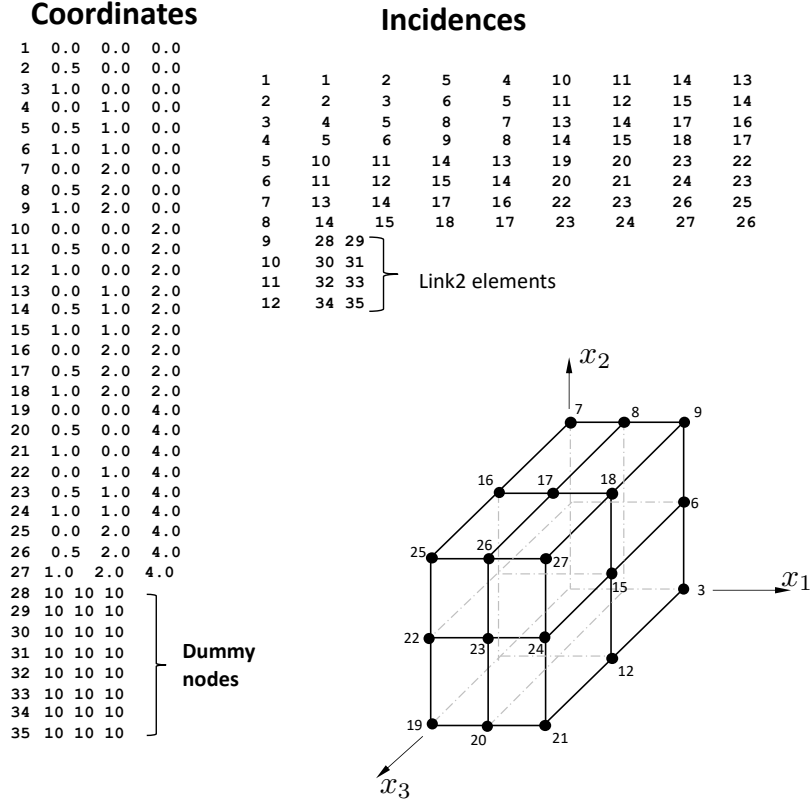 Coordinates
1 0.0 0.0 0.0
2 0.5 0.0 0.0
3 1.0 0.0 0.0
4 0.0 1.0 0.0
5 0.5 1.0 0.0
6 1.0 1.0 0.0
7 0.0 2.0 0.0
8 0.5 2.0 0.0
9 1.0 2.0 0.0
10 0.0 0.0 2.0
11 0.5 0.0 2.0
12 1.0 0.0 2.0
13 0.0 1.0 2.0
14 0.5 1.0 2.0
15 1.0 1.0 2.0
16 0.0 2.0 2.0
17 0.5 2.0 2.0
18 1.0 2.0 2.0
19 0.0 0.0 4.0
20 0.5 0.0 4.0
21 1.0 0.0 4.0
22 0.0 1.0 4.0
23 0.5 1.0 4.0
24 1.0 1.0 4.0
25 0.0 2.0 4.0
26 0.5 2.0 4.0
27 1.0 2.0 4.0
28 10 10 10
29 10 10 10
30 10 10 10
31 10 10 10
32 10 10 10
33 10 10 10
34 10 10 10
35 10 10 10
Dummy
nodes
Incidences
1 1 2 5 4 10 11 14 13
2 2 3 6 5 11 12 15 14
3 4 5 8 7 13 14 17 16
4 5 6 9 8 14 15 18 17
5 10 11 14 13 19 20 23 22
6 11 12 15 14 20 21 24 23
7 13 14 17 16 22 23 26 25
8 14 15 18 17 23 24 27 26
9 28 29
10 30 31
11 32 33
12 34 35
Link2 elements
x2
7 8 9
16 17 18
6
25 26 27
15 3 x1
22 23 24
12
19 20 21
x3